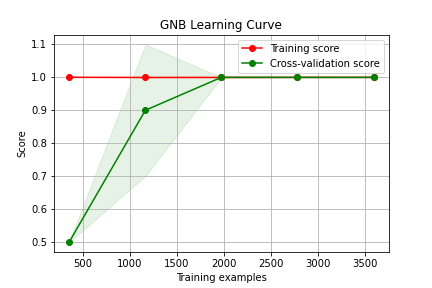 GNB Learning Curve
Training score
Cross-validation score
1.1
1.0
0.9
0.8
0.7
0.6
0.5
Score
500 1000 1500 2000 2500 3000 3500
Training examples